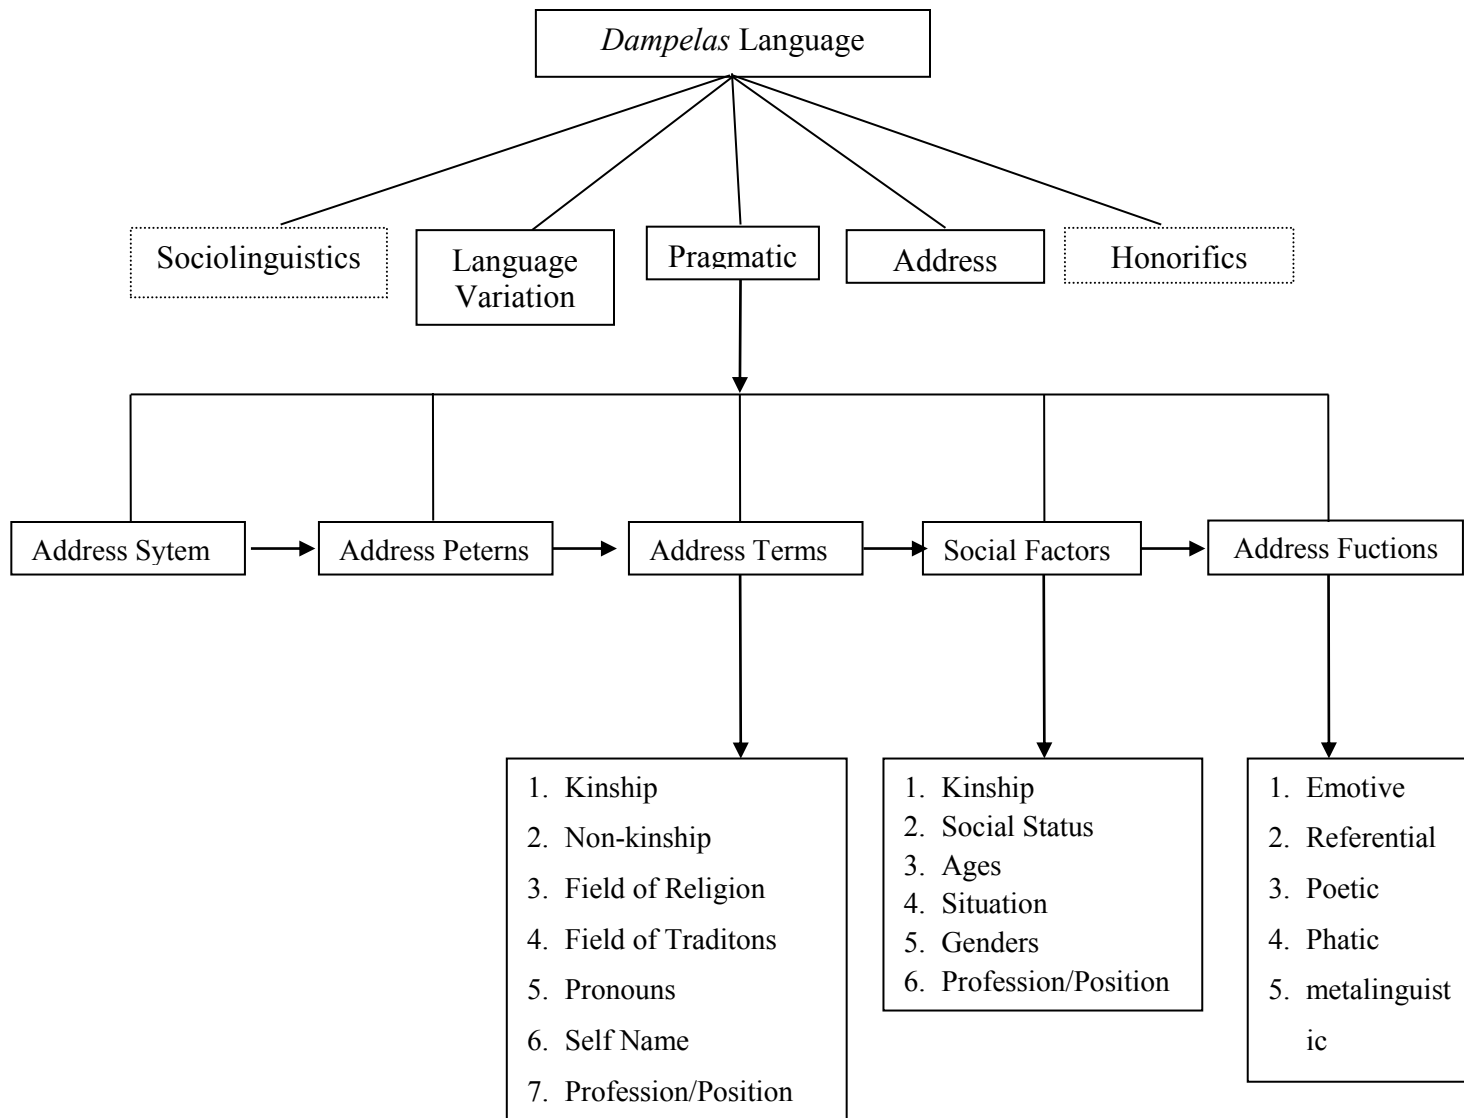 Dampelas Language
Sociolinguistics
Language
Variation
Pragmatic
Address
Honorifics
Address Sytem
Address Peterns
Address Terms
Social Factors
Address Fuctions
1. Kinship
2. Non-kinship
3. Field of Religion
4. Field of Traditons
5. Pronouns
6. Self Name
7. Profession/Position
1. Kinship
2. Social Status
3. Ages
4. Situation
5. Genders
6. Profession/Position
1. Emotive
2. Referential
3. Poetic
4. Phatic
5. metalinguist
ic